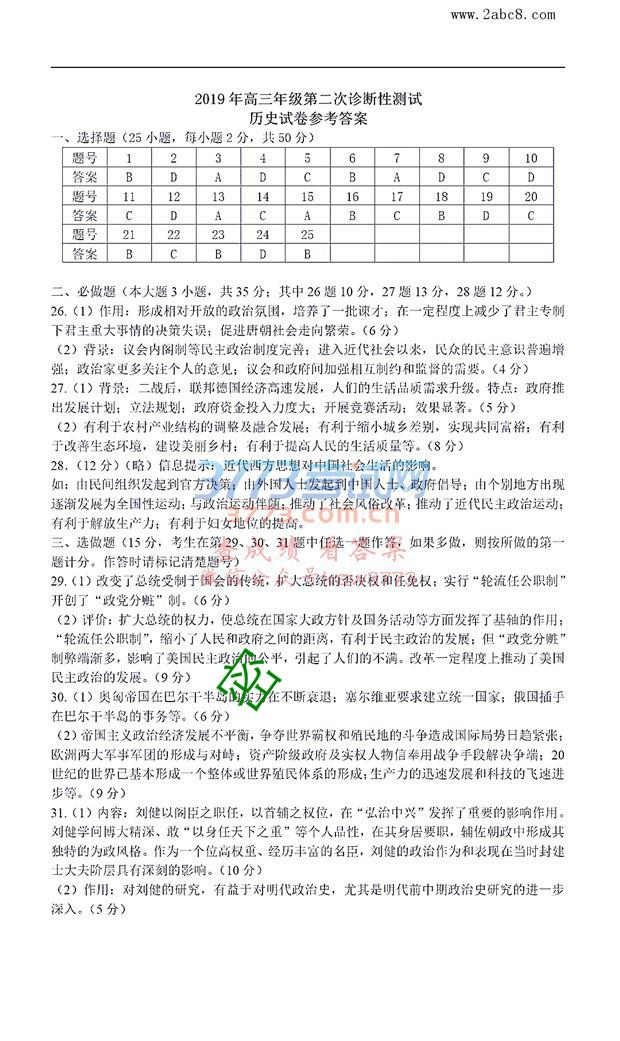 www.2abc8.com
2019年高三年级第二次诊断性测试
历史试卷参考答案
一、选择题（25小题，每小题2分，共50分）
题号 1 2 3 4 5 6 7 8 9 10
答案 B D A D C B A D C D
题号 11 12 13 14 15 16 17 18 19 20
答案 C D A C A B C B D C
题号 21 22 23 24 25
答案 B C B D B
二、必做题（本大题3小题，共35分；其中26题10分，27题13分，28题12分。）
26.（1）作用：形成相对开放的政治氛围，培养了一批谏才；在一定程度上减少了君主专制
下君主重大事情的决策失误；促进唐朝社会走向繁荣。（6分）
（2）背景：议会内阁制等民主政治制度完善；进入近代社会以来，民众的民主意识普遍增
强；政治家更多关注个人的意见；议会和政府间加强相互制约和监督的需要。（4分）
27.（1）背景：二战后，联邦德国经济高速发展，人们的生活品质需求升级。特点：政府推
出发展计划；立法规划；政府资金投入力度大；开展竞赛活动；效果显著。（5分）
（2）有利于农村产业结构的调整及融合发展；有利于缩小城乡差别，实现共同富裕；有利
于改善生态环境，建设美丽乡村；有利于提高人民的生活质量等。（8分）
28.（12分）（略）信息提示：近代西方思想对中国社会生活的影响。
如：由民间组织发起到官方决策；由外国人士发起到中国人士、政府倡导；由个别地方出现
逐渐发展为全国性运动；与政治运动伴随；推动了社会风俗改革；推动了近代民主政治运动；
有利于解放生产力；有利于妇女地位的提高。
三、选做题（15分，考生在第29、30、31题中任选一题作答，如果多做，则按所做的第一
题计分。作答时请标记清楚题号）
29.（1）改变了总统受制于国会的传统，扩大总统的否决权和任免权；实行“轮流任公职制”
开创了“政党分赃”制。（6分）
（2）评价：扩大总统的权力，使总统在国家大政方针及国务活动等方面发挥了基轴的作用；
“轮流任公职制”，缩小了人民和政府之间的距离，有利于民主政治的发展；但“政党分赃”
制弊端渐多，影响了美国民主政治的公平，引起了人们的不满。改革一定程度上推动了美国
民主政治的发展。（9分）
30.（1）奥匈帝国在巴尔干半岛的实力在不断衰退；塞尔维亚要求建立统一国家；俄国插手
在巴尔干半岛的事务等。（6分）
（2）帝国主义政治经济发展不平衡，争夺世界霸权和殖民地的斗争造成国际局势日趋紧张；
欧洲两大军事军团的形成与对峙；资产阶级政府及实权人物信奉用战争手段解决争端；20
世纪的世界已基本形成一个整体或世界殖民体系的形成；生产力的迅速发展和科技的飞速进
步等。（9分）
31.（1）内容：刘健以阁臣之职任，以首辅之权位，在“弘治中兴”发挥了重要的影响作用。
刘健学问博大精深、敢“以身任天下之重”等个人品性，在其身居要职，辅佐朝政中形成其
独特的为政风格。作为一个位高权重、经历丰富的名臣，刘健的政治作为和表现在当时封建
士大夫阶层具有深刻的影响。（10分）
（2）作用：对刘健的研究，有益于对明代政治史，尤其是明代前中期政治史研究的进一步
深入。（5分）
3773考试网
3773.com.cn
查成绩 看答案
密